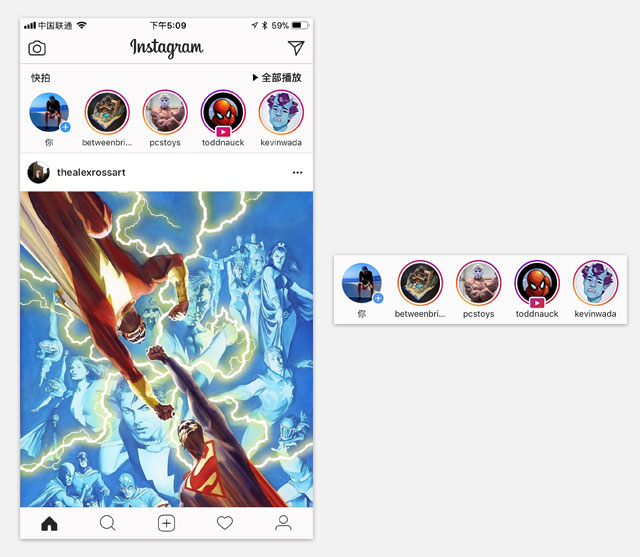 中国联通
下午5:09
59%
Instagram
快拍
全部播放
你
betweenbri...
pcstoys
toddnauck
kevinwada
thealexrossart
你
betweenbri...
pcstoys
toddnauck
kevinwada